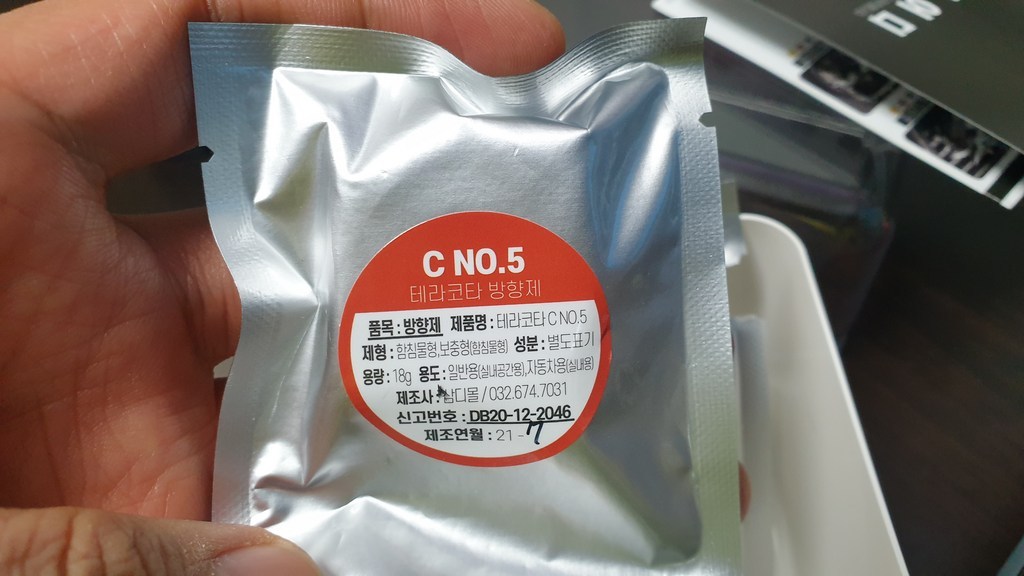 C NO.5
테라코타 방향제
품목 : 방향제 제품명 : 테라코타 C NO.5
제형 : 함침물형,보충형(함침물형) 성분 : 별도표기
용량 : 18g 용도 : 일반용(실내공간용),자동차용(실내용)
제조사 : 삼디몰 / 032.674.7031
신고번호 : DB20-12-2046
제조연월 : 21 - 7